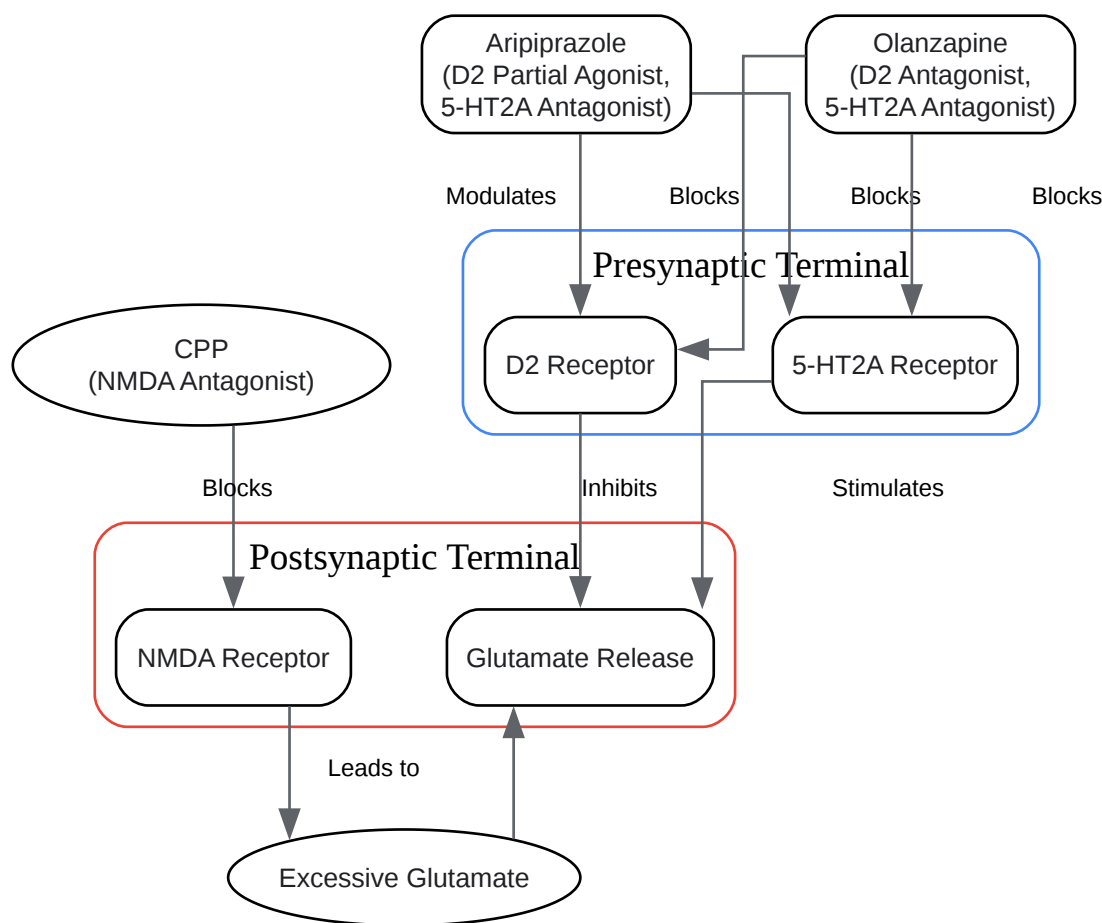 Aripiprazole
(D2 Partial Agonist,
5-HT2A Antagonist)
Olanzapine
(D2 Antagonist,
5-HT2A Antagonist)
Modulates
Blocks
Blocks
Blocks
Presynaptic Terminal
CPP
(NMDA Antagonist)
D2 Receptor
5-HT2A Receptor
Blocks
Inhibits
Stimulates
Postsynaptic Terminal
NMDA Receptor
Glutamate Release
Leads to
Excessive Glutamate